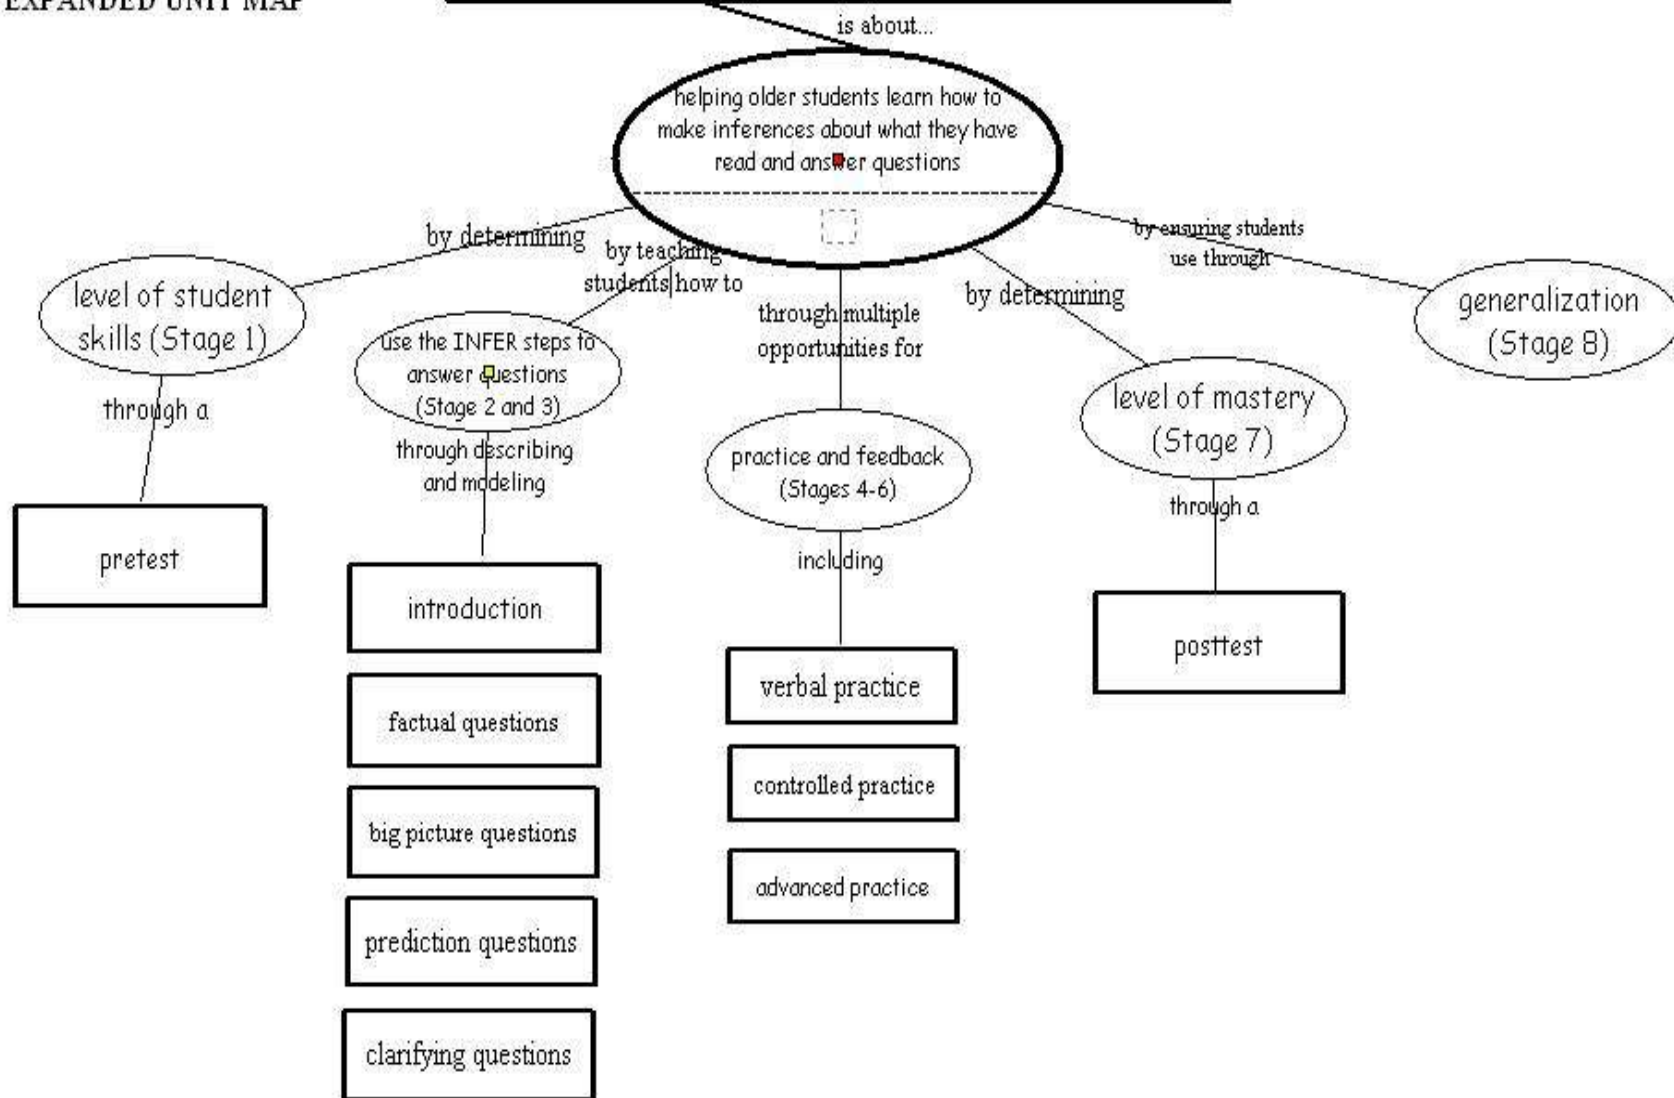 EXPANDED UNIT MAP
is about...
helping older students learn how to
make inferences about what they have
read and answer questions
by determining
level of student
skills (Stage 1)
through a
pretest
by teaching
students how to
use the INFER steps to
answer questions
(Stage 2 and 3)
through describing
and modeling
introduction
factual questions
big picture questions
prediction questions
clarifying questions
through multiple
opportunities for
practice and feedback
(Stages 4-6)
including
verbal practice
controlled practice
advanced practice
by determining
level of mastery
(Stage 7)
through a
posttest
by ensuring students
use through
generalization
(Stage 8)